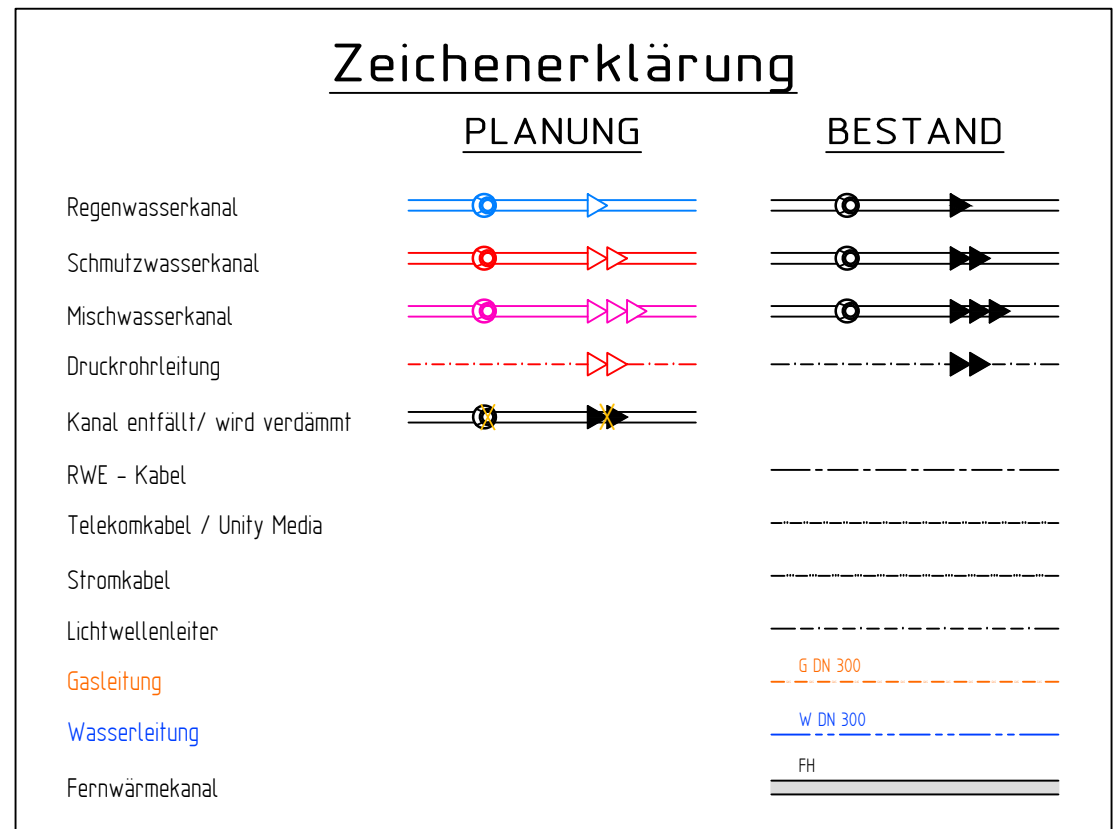 Zeichenerklärung
PLANUNG BESTAND
Regenwasserkanal
Schmutzwasserkanal
Mischwasserkanal
Druckrohrleitung
Kanal entfällt/ wird verdämmt
RWE - Kabel
Telekomkabel / Unity Media
Stromkabel
Lichtwellenleiter
Gasleitung G DN 300
Wasserleitung W DN 300
Fernwärmekanal FH